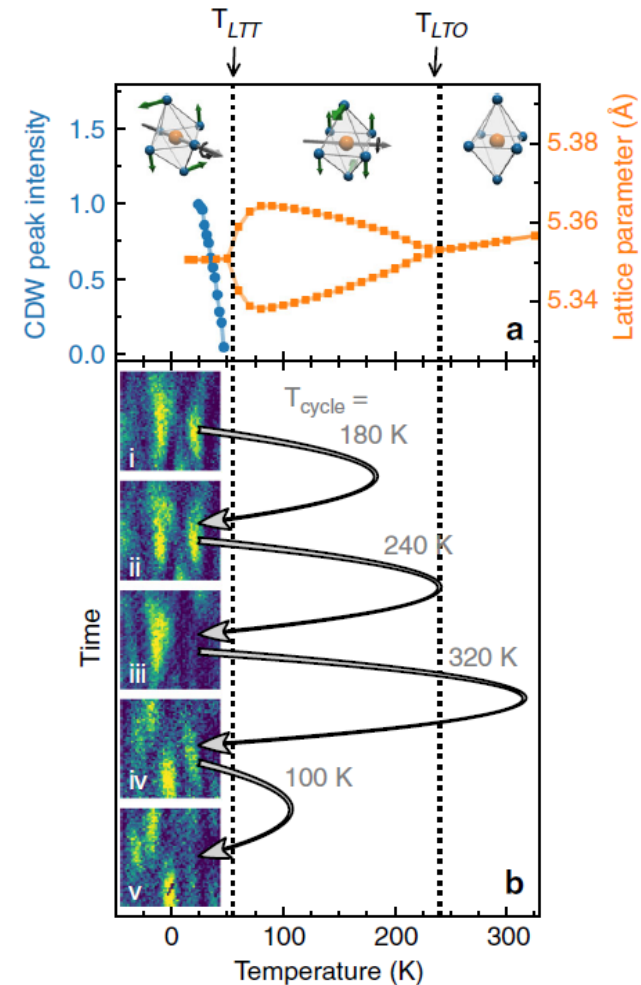 T_LTT T_LTO
CDW peak intensity
1.5
1.0
0.5
0.0
5.38
5.36
5.34
Lattice parameter (Å)
a
T_cycle =
180 K
240 K
320 K
100 K
i
ii
iii
iv
v
b
Time
0 100 200 300
Temperature (K)